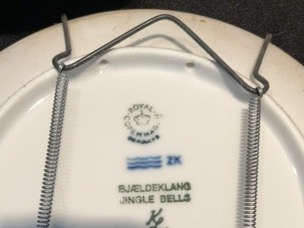 ROYAL
COPENHAGEN
DENMARK
ZK
BJÆLDEKLANG
JINGLE BELLS
K